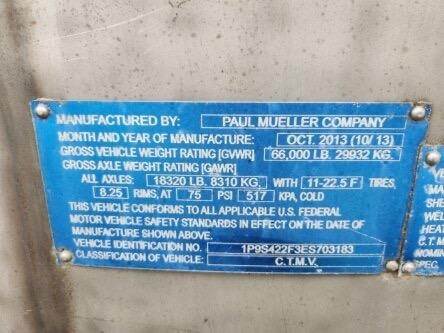 MANUFACTURED BY: PAUL MUELLER COMPANY
MONTH AND YEAR OF MANUFACTURE: OCT. 2013 (10/ 13)
GROSS VEHICLE WEIGHT RATING [GVWR) 66,000 LB. 29932 KG.
GROSS AXLE WEIGHT RATING [GAWR)
ALL AXLES: 18320 LB. 8310 KG, WITH 11-22.5 F TIRES,
8.25 RIMS, AT 75 PSI 517 KPA, COLD
THIS VEHICLE CONFORMS TO ALL APPLICABLE U.S. FEDERAL
MOTOR VEHICLE SAFETY STANDARDS IN EFFECT ON THE DATE OF
MANUFACTURE SHOWN ABOVE.
VEHICLE IDENTIFICATION NO. 1P9S422F3ES703183
CLASSIFICATION OF VEHICLE: C.T.M.V.